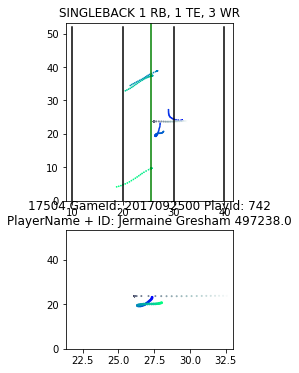 SINGLEBACK 1 RB, 1 TE, 3 WR
50
40
30
20
10
0
10 20 30 40
17504 GameId: 2017092500 PlayId: 742
PlayerName + ID: Jermaine Gresham 497238.0
40
20
0
22.5 25.0 27.5 30.0 32.5